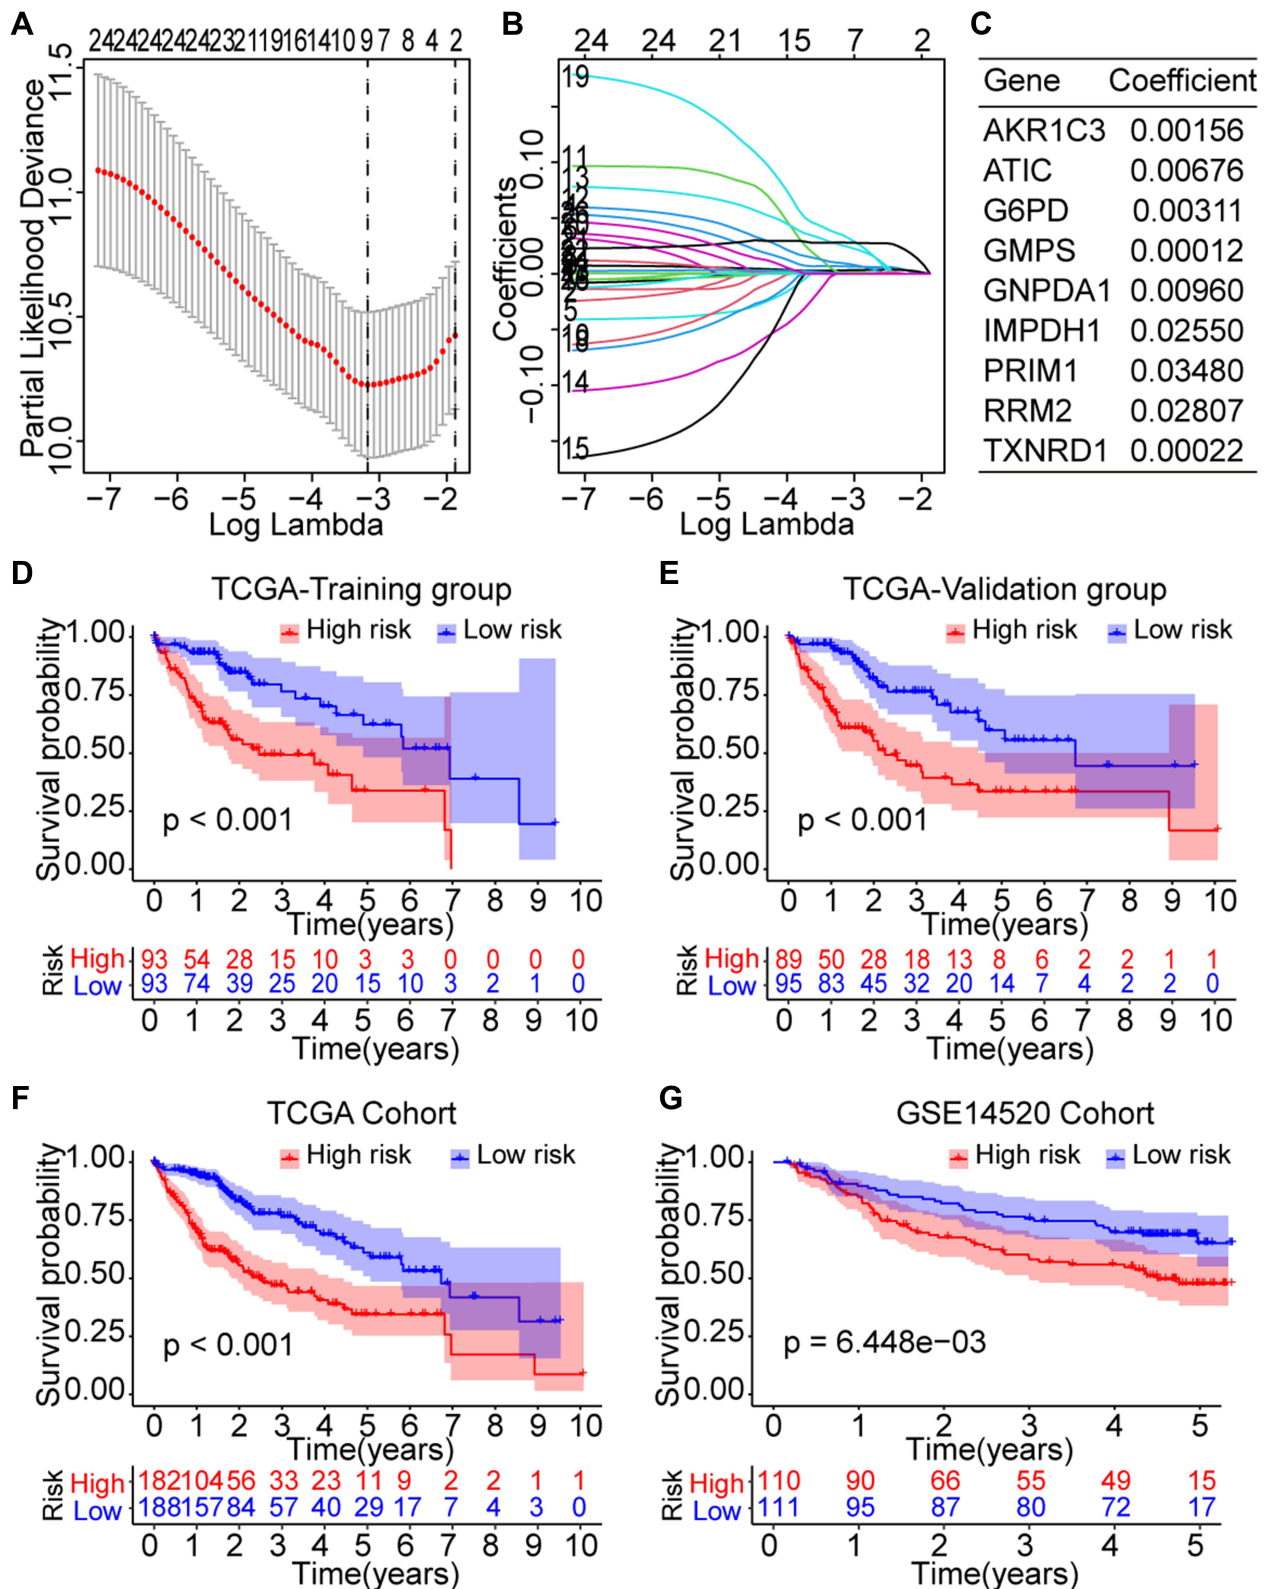 A
B
C
24 24 24 24 24 23 21 19 16 14 10 9 7 8 4 2
24 24 21 15 7 2
Partial Likelihood Deviance
10.0 10.5 11.0 11.5
−7 −6 −5 −4 −3 −2
Log Lambda
Coefficients
−0.10 0.00 0.10
19
11
13
5
14
15
−7 −6 −5 −4 −3 −2
Log Lambda
Gene Coefficient
AKR1C3 0.00156
ATIC 0.00676
G6PD 0.00311
GMPS 0.00012
GNPDA1 0.00960
IMPDH1 0.02550
PRIM1 0.03480
RRM2 0.02807
TXNRD1 0.00022
D
TCGA-Training group
High risk Low risk
Survival probability
1.00
0.75
0.50
0.25
0.00
p < 0.001
0 1 2 3 4 5 6 7 8 9 10
Time(years)
Risk
High 93 54 28 15 10 3 3 0 0 0 0
Low 93 74 39 25 20 15 10 3 2 1 0
0 1 2 3 4 5 6 7 8 9 10
Time(years)
E
TCGA-Validation group
High risk Low risk
Survival probability
1.00
0.75
0.50
0.25
0.00
p < 0.001
0 1 2 3 4 5 6 7 8 9 10
Time(years)
Risk
High 89 50 28 18 13 8 6 2 2 1 1
Low 95 83 45 32 20 14 7 4 2 2 0
0 1 2 3 4 5 6 7 8 9 10
Time(years)
F
TCGA Cohort
High risk Low risk
Survival probability
1.00
0.75
0.50
0.25
0.00
p < 0.001
0 1 2 3 4 5 6 7 8 9 10
Time(years)
Risk
High 182 104 56 33 23 11 9 2 2 1 1
Low 188 157 84 57 40 29 17 7 4 3 0
0 1 2 3 4 5 6 7 8 9 10
Time(years)
G
GSE14520 Cohort
High risk Low risk
Survival probability
1.00
0.75
0.50
0.25
0.00
p = 6.448e−03
0 1 2 3 4 5
Time(years)
Risk
High 110 90 66 55 49 15
Low 111 95 87 80 72 17
0 1 2 3 4 5
Time(years)